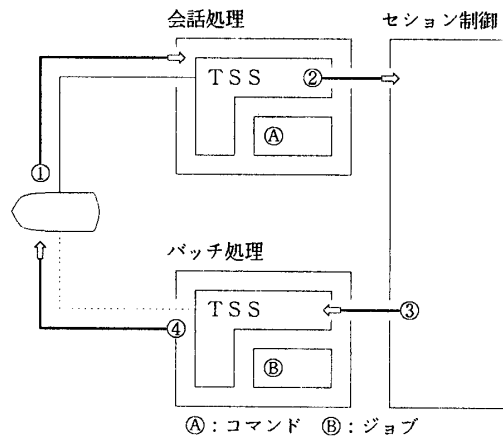 会話処理
セション制御
TSS
②
Ⓐ
①
バッチ処理
TSS
③
④
Ⓑ
Ⓐ:コマンド Ⓑ:ジョブ